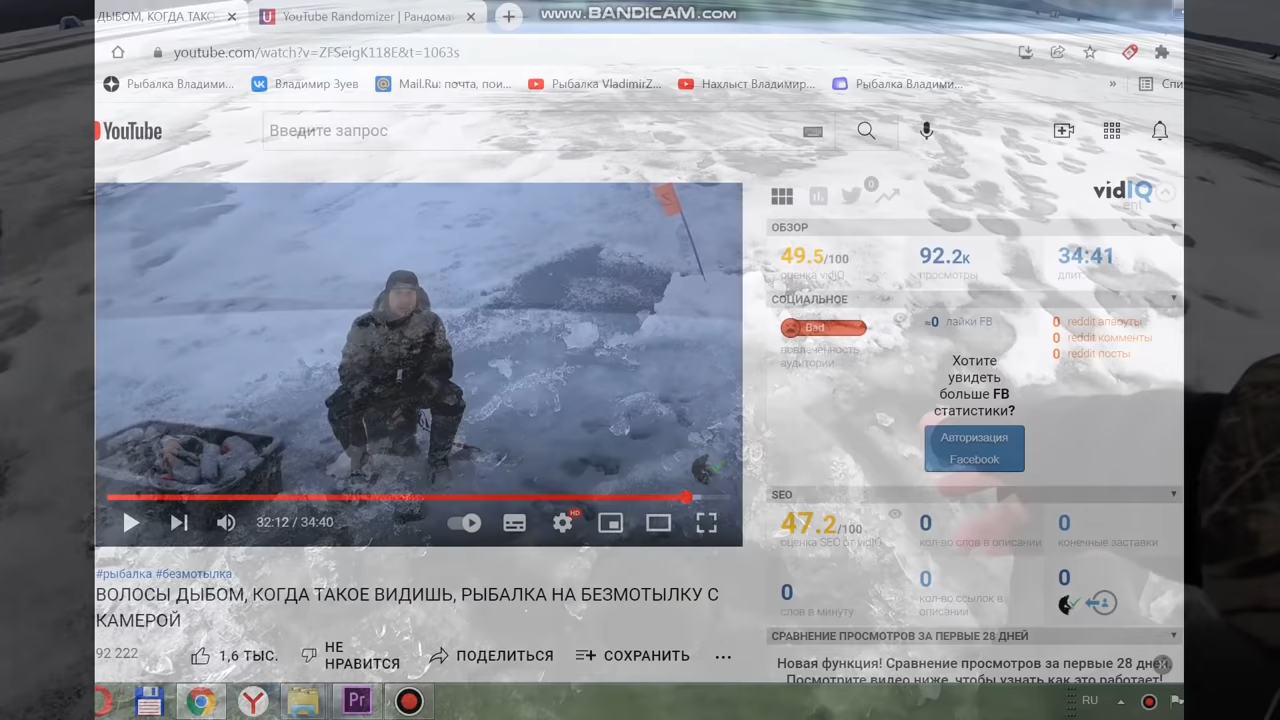 ДЫБОМ, КОГДА ТАКО
YouTube Randomizer | Рандома
www.BANDICAM.com
youtube.com/watch?v=ZFSeigK118E&t=1063s
Рыбалка Владими...
Владимир Зуев
Mail.Ru: почта, пои...
Рыбалка VladimirZ...
Нахлыст Владимир...
Рыбалка Владими...
»
Спи
YouTube
Введите запрос
0
vidIQ
ОБЗОР
49.5/100
92.2K
34:41
оценка vidIQ
просмотры
длит.
СОЦИАЛЬНОЕ
Bad
≈0 лайки FB
0 reddit апвоуты
0 reddit комменты
0 reddit посты
вовлечённость
аудитории
Хотите
увидеть
больше FB
статистики?
Авторизация
Facebook
SEO
47.2/100
0
0
оценка SEO от vidIQ
кол-во слов в описании
конечные заставки
0
0
0
слов в минуту
кол-во ссылок в
описании
СРАВНЕНИЕ ПРОСМОТРОВ ЗА ПЕРВЫЕ 28 ДНЕЙ
Новая функция! Сравнение просмотров за первые 28 дней.
Посмотрите видео ниже, чтобы узнать как это работает!
32:12 / 34:40
HD
#рыбалка #безмотылка
ВОЛОСЫ ДЫБОМ, КОГДА ТАКОЕ ВИДИШЬ, РЫБАЛКА НА БЕЗМОТЫЛКУ С
КАМЕРОЙ
92 222
1,6 ТЫС.
НЕ
НРАВИТСЯ
ПОДЕЛИТЬСЯ
СОХРАНИТЬ
Pr
RU